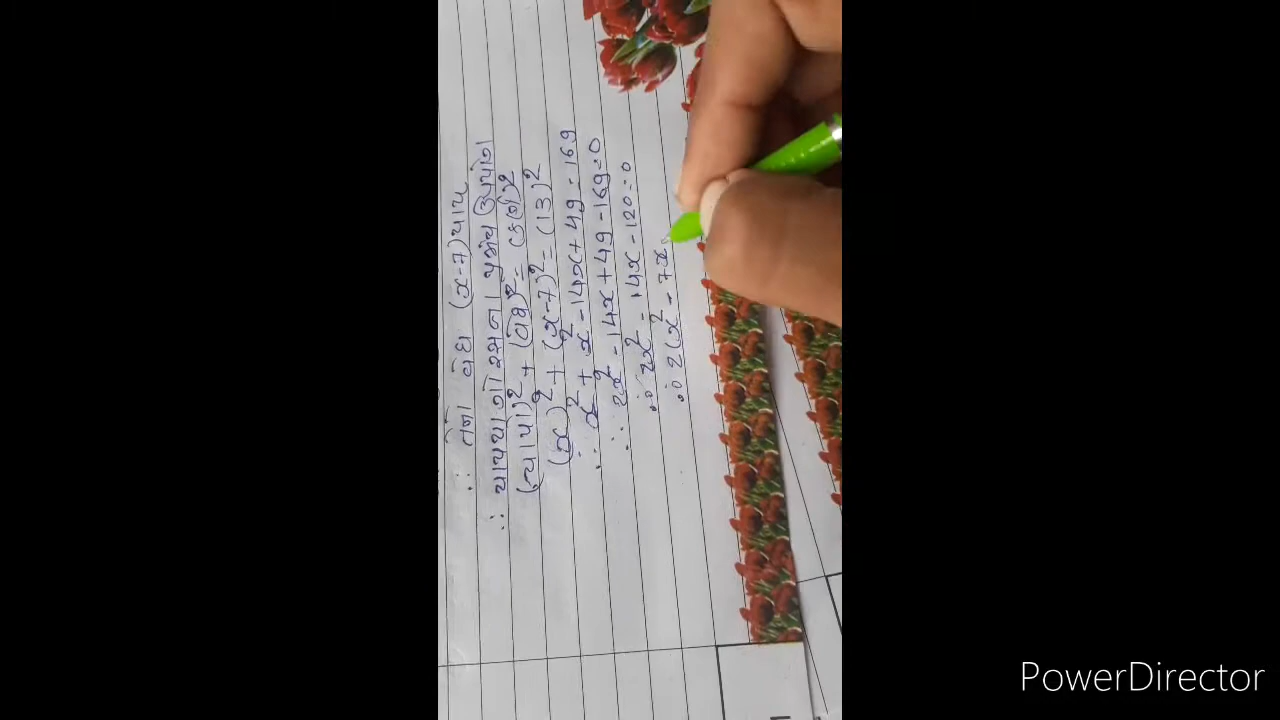 ∴ તેનો વેધ (x-7) થાય
∴ પાયથાગોરસના પ્રમેય ઉપયોગ
(પાયો)² + (વેધ)² = (કર્ણ)²
(x)² + (x-7)² = (13)²
∴ x² + x² - 14x + 49 = 169
∴ 2x² - 14x + 49 - 169 = 0
∴ 2x² - 14x - 120 = 0
∴ 2(x² - 7x
PowerDirector